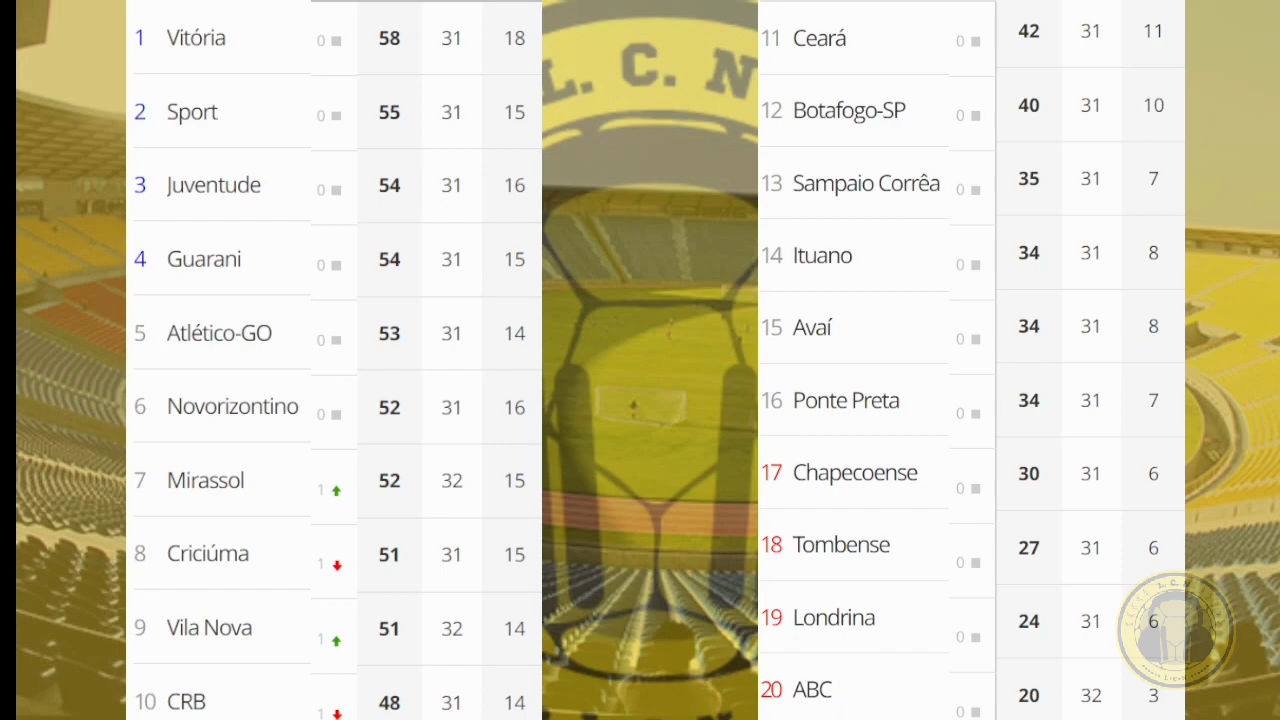 1 Vitória 0 58 31 18
2 Sport 0 55 31 15
3 Juventude 0 54 31 16
4 Guarani 0 54 31 15
5 Atlético-GO 0 53 31 14
6 Novorizontino 0 52 31 16
7 Mirassol 1 52 32 15
8 Criciúma 1 51 31 15
9 Vila Nova 1 51 32 14
10 CRB 1 48 31 14
L. C. N
11 Ceará 0 42 31 11
12 Botafogo-SP 0 40 31 10
13 Sampaio Corrêa 0 35 31 7
14 Ituano 0 34 31 8
15 Avaí 0 34 31 8
16 Ponte Preta 0 34 31 7
17 Chapecoense 0 30 31 6
18 Tombense 0 27 31 6
19 Londrina 0 24 31 6
20 ABC 0 20 32 3
L. C. N